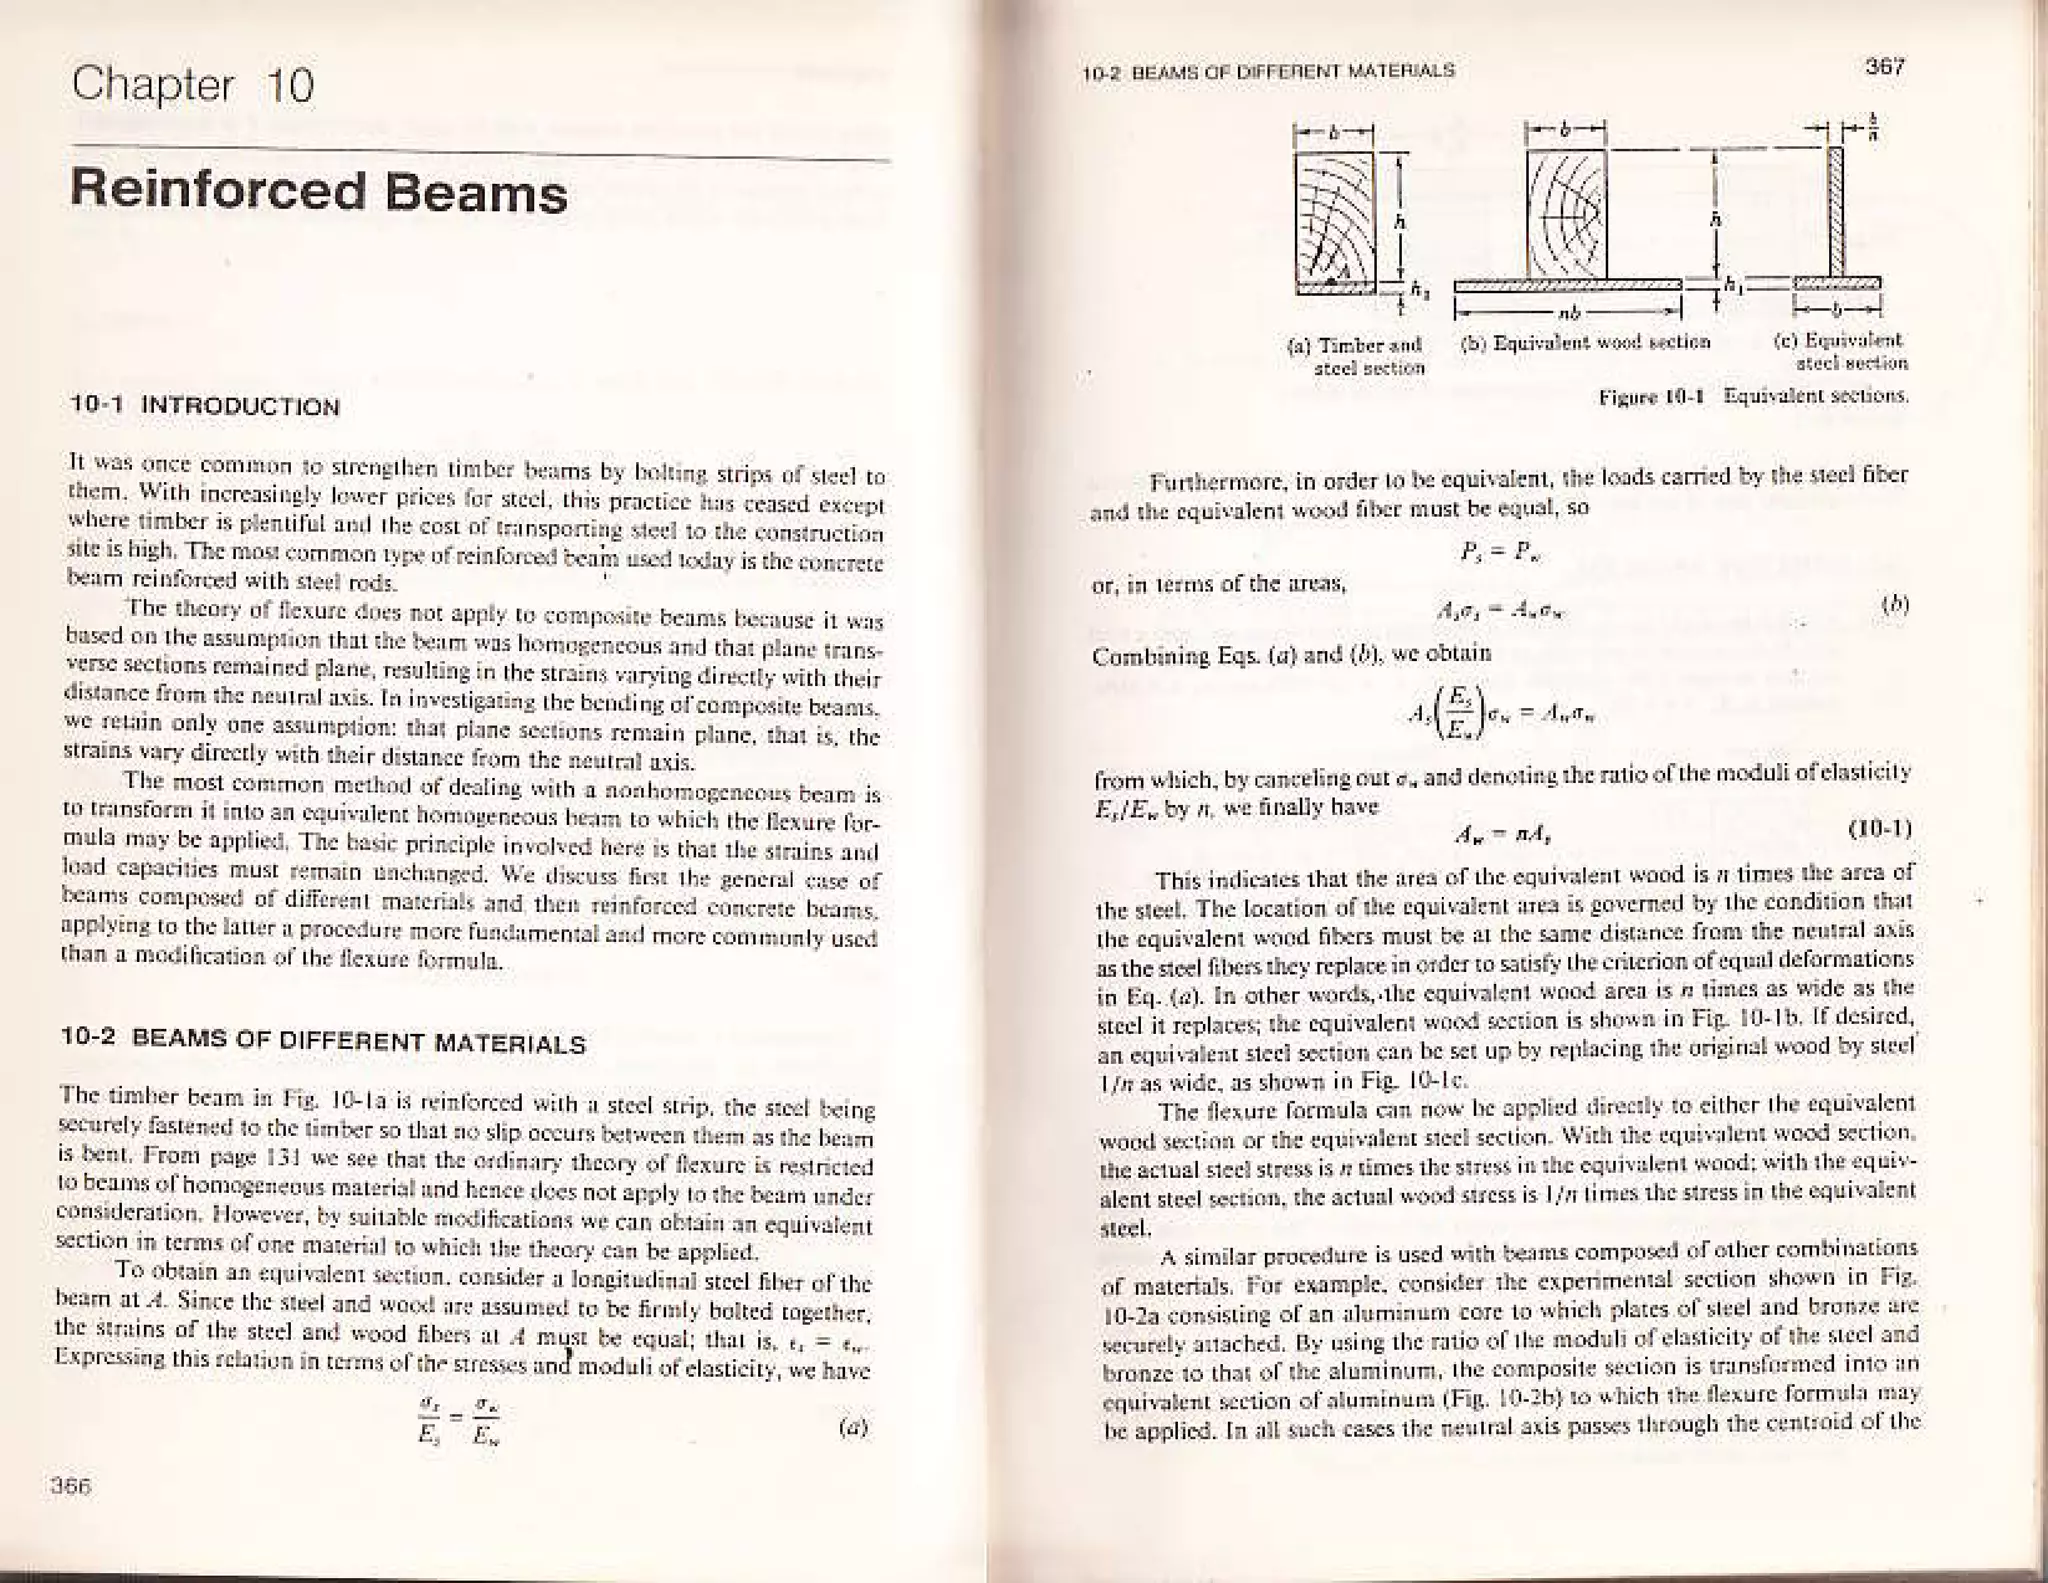 Chapter 10
Reinforced Beams
10-1 INTRODUCTION
It was once common to strengthen timber beams by bolting strips of steel to
them. With increasingly lower prices for steel, this practice has ceased except
where timber is plentiful and the cost of transporting steel to the construction
site is high. The most common type of reinforced beam used today is the concrete
beam reinforced with steel rods.
The theory of flexure does not apply to composite beams because it was
based on the assumption that the beam was homogeneous and that plane trans-
verse sections remained plane, resulting in the strains varying directly with their
distance from the neutral axis. In investigating the bending of composite beams,
we retain only one assumption: that plane sections remain plane, that is, the
strains vary directly with their distance from the neutral axis.
The most common method of dealing with a nonhomogeneous beam is
to transform it into an equivalent homogeneous beam to which the flexure for-
mula may be applied. The basic principle involved here is that the strains and
load capacities must remain unchanged. We discuss first the general case of
beams composed of different materials and then reinforced concrete beams,
applying to the latter a procedure more fundamental and more commonly used
than a modification of the flexure formula.
10-2 BEAMS OF DIFFERENT MATERIALS
The timber beam in Fig. 10-1a is reinforced with a steel strip, the steel being
securely fastened to the timber so that no slip occurs between them as the beam
is bent. From page 131 we see that the ordinary theory of flexure is restricted
to beams of homogeneous material and hence does not apply to the beam under
consideration. However, by suitable modifications we can obtain an equivalent
section in terms of one material to which the theory can be applied.
To obtain an equivalent section, consider a longitudinal steel fiber of the
beam at A. Since the steel and wood are assumed to be firmly bolted together,
the strains of the steel and wood fibers at A must be equal; that is, εs = εw.
Expressing this relation in terms of the stresses and moduli of elasticity, we have
σs/Es = σw/Ew (a)
366
10-2 BEAMS OF DIFFERENT MATERIALS 367
b b b/n
h h
h1 h1
nb b
(a) Timber and (b) Equivalent wood section (c) Equivalent
steel section steel section
Figure 10-1 Equivalent sections.
Furthermore, in order to be equivalent, the loads carried by the steel fiber
and the equivalent wood fiber must be equal, so
Ps = Pw
or, in terms of the areas,
Asσs = Awσw (b)
Combining Eqs. (a) and (b), we obtain
As(Es/Ew)σw = Awσw
from which, by canceling out σw and denoting the ratio of the moduli of elasticity
Es/Ew by n, we finally have
Aw = nAs (10-1)
This indicates that the area of the equivalent wood is n times the area of
the steel. The location of the equivalent area is governed by the condition that
the equivalent wood fibers must be at the same distance from the neutral axis
as the steel fibers they replace in order to satisfy the criterion of equal deformations
in Eq. (a). In other words, the equivalent wood area is n times as wide as the
steel it replaces; the equivalent wood section is shown in Fig. 10-1b. If desired,
an equivalent steel section can be set up by replacing the original wood by steel
1/n as wide, as shown in Fig. 10-1c.
The flexure formula can now be applied directly to either the equivalent
wood section or the equivalent steel section. With the equivalent wood section,
the actual steel stress is n times the stress in the equivalent wood; with the equiv-
alent steel section, the actual wood stress is 1/n times the stress in the equivalent
steel.
A similar procedure is used with beams composed of other combinations
of materials. For example, consider the experimental section shown in Fig.
10-2a consisting of an aluminum core to which plates of steel and bronze are
securely attached. By using the ratio of the moduli of elasticity of the steel and
bronze to that of the aluminum, the composite section is transformed into an
equivalent section of aluminum (Fig. 10-2b) to which the flexure formula may
be applied. In all such cases the neutral axis passes through the centroid of the